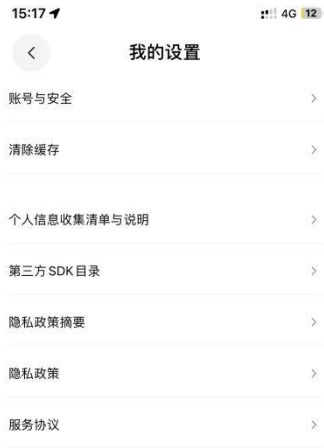 15:17 4G 12
我的设置
账号与安全
清除缓存
个人信息收集清单与说明
第三方SDK目录
隐私政策摘要
隐私政策
服务协议